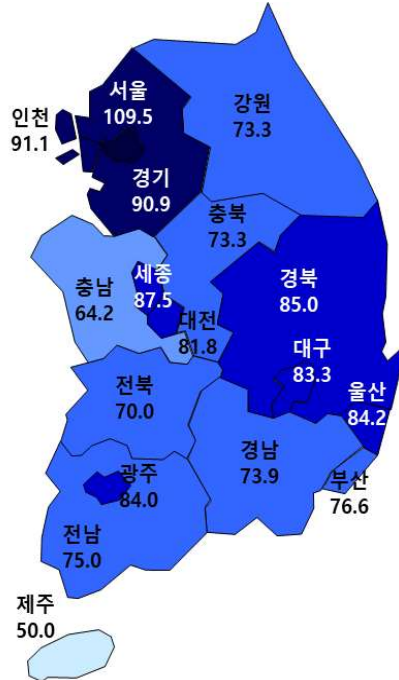 서울
109.5
인천
91.1
강원
73.3
경기
90.9
충북
73.3
세종
87.5
충남
64.2
대전
81.8
경북
85.0
대구
83.3
울산
84.2
전북
70.0
경남
73.9
부산
76.6
광주
84.0
전남
75.0
제주
50.0